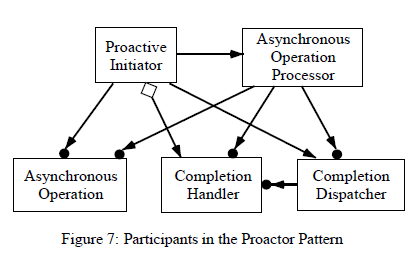 Proactive
Initiator
Asynchronous
Operation
Processor
Asynchronous
Operation
Completion
Handler
Completion
Dispatcher
Figure 7: Participants in the Proactor Pattern